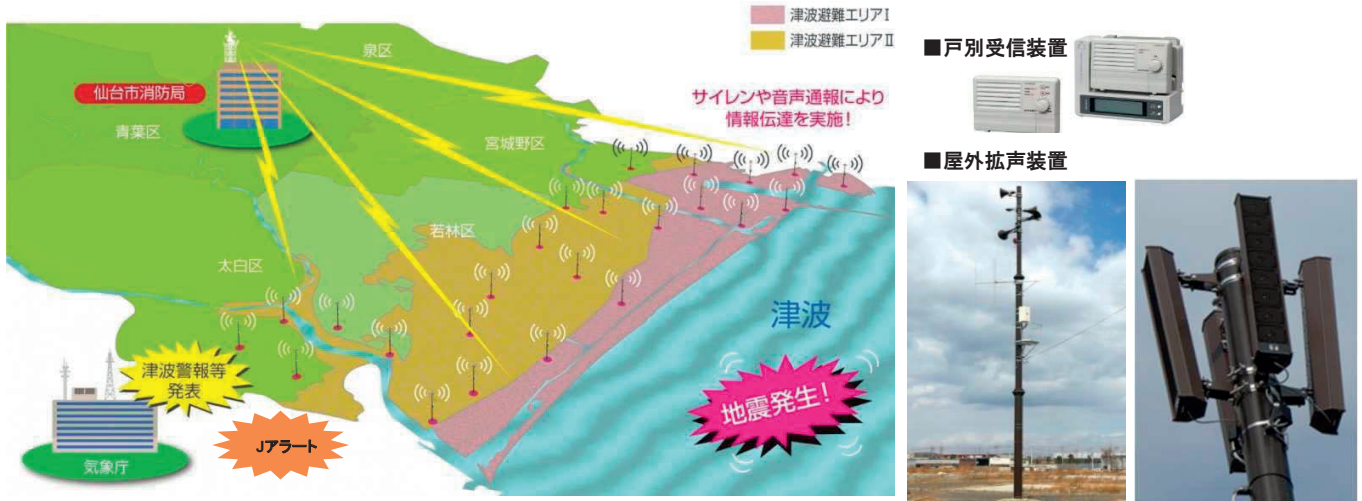 津波避難エリアⅠ
津波避難エリアⅡ
泉区
仙台市消防局
青葉区
サイレンや音声通報により
情報伝達を実施!
宮城野区
若林区
太白区
津波
津波警報等
発表
地震発生!
Jアラート
気象庁
■戸別受信装置
■屋外拡声装置